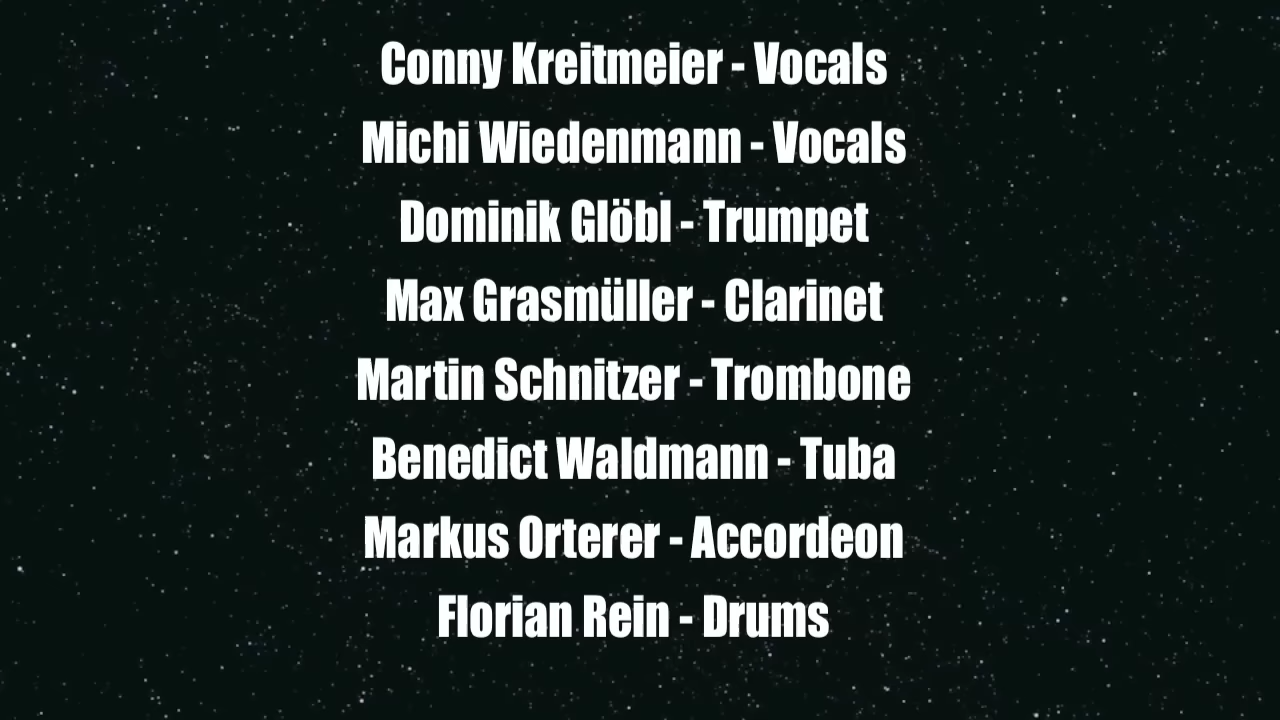 Conny Kreitmeier - Vocals
Michi Wiedenmann - Vocals
Dominik Glöbl - Trumpet
Max Grasmüller - Clarinet
Martin Schnitzer - Trombone
Benedict Waldmann - Tuba
Markus Orterer - Accordeon
Florian Rein - Drums